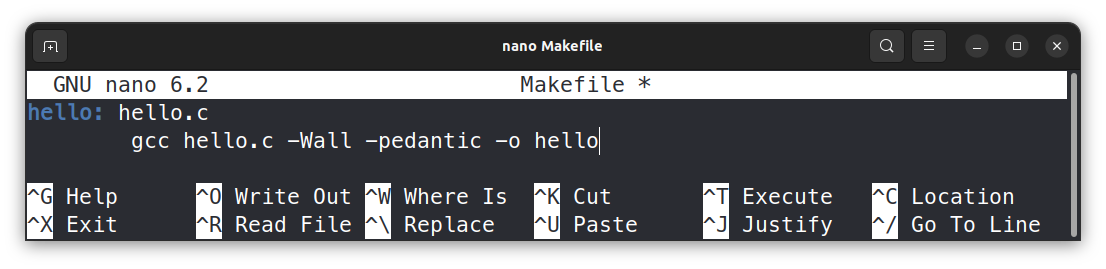 nano Makefile
GNU nano 6.2 Makefile *
hello: hello.c
gcc hello.c -Wall -pedantic -o hello
^G Help ^O Write Out ^W Where Is ^K Cut ^T Execute ^C Location
^X Exit ^R Read File ^\ Replace ^U Paste ^J Justify ^/ Go To Line